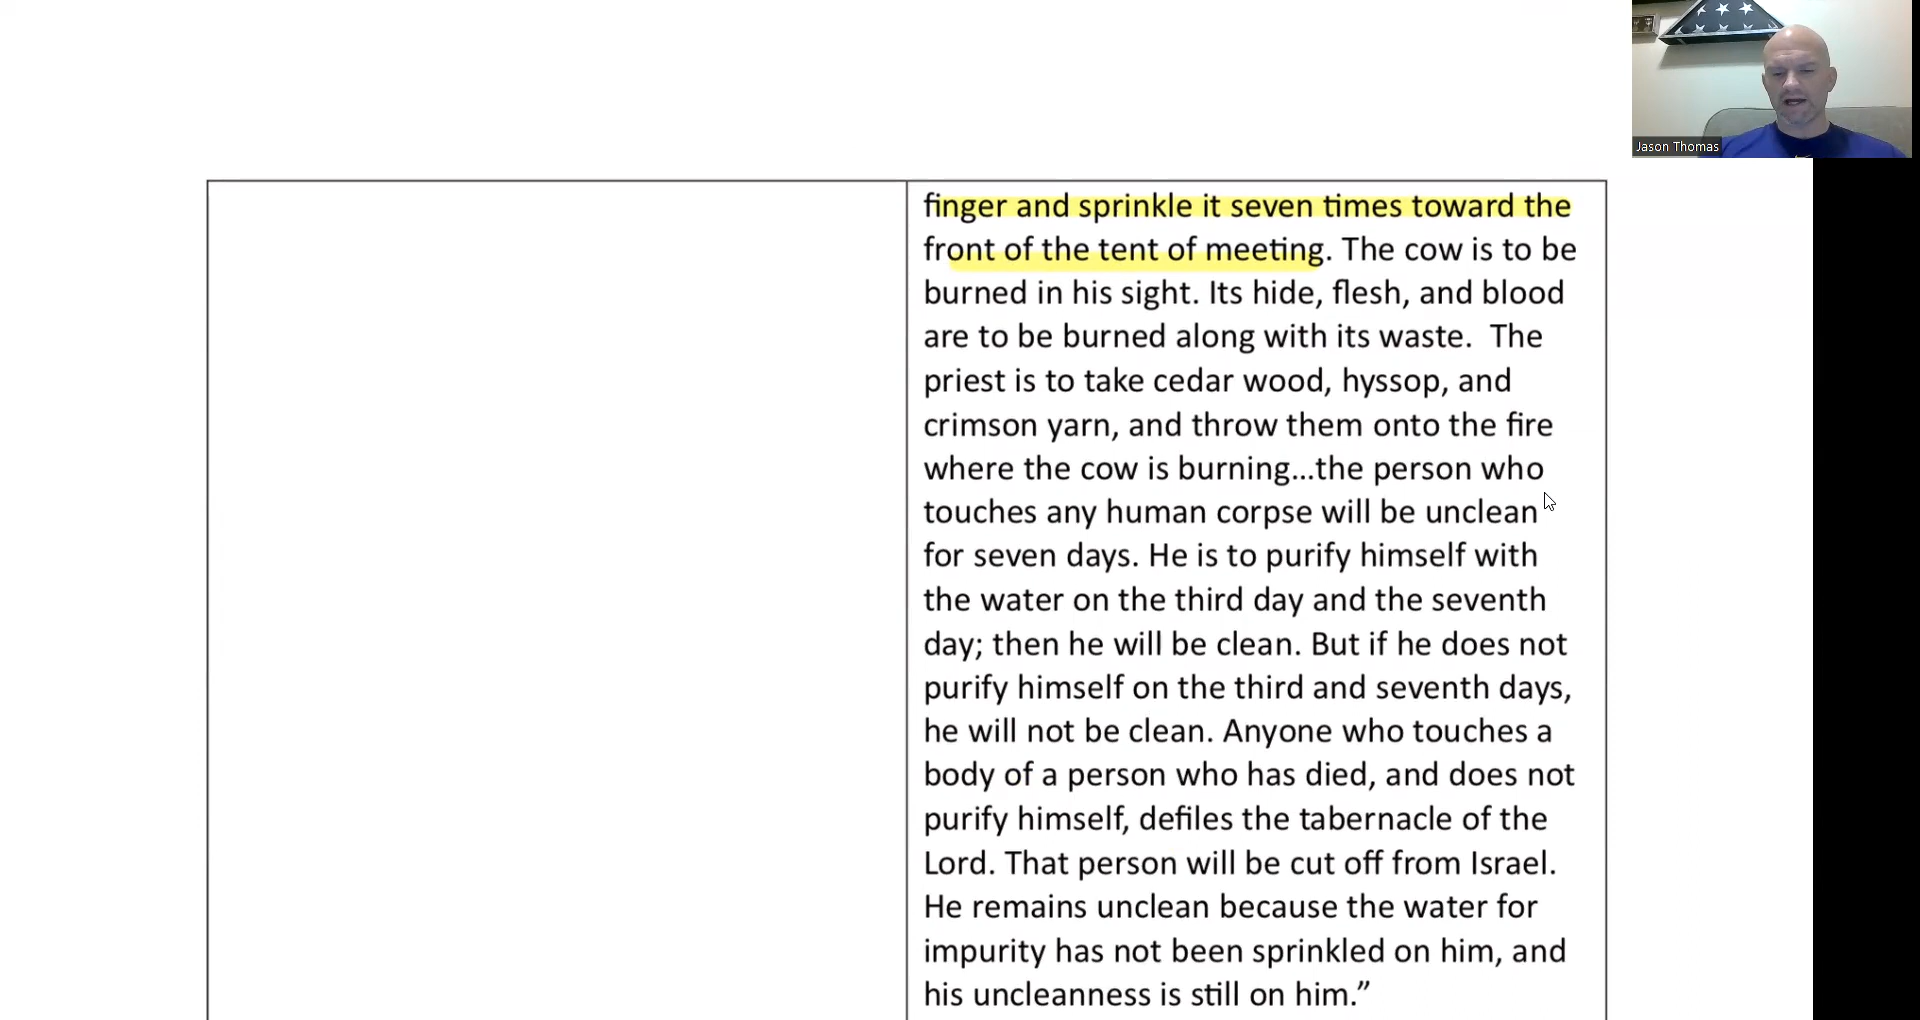 Jason Thomas
finger and sprinkle it seven times toward the
front of the tent of meeting. The cow is to be
burned in his sight. Its hide, flesh, and blood
are to be burned along with its waste.  The
priest is to take cedar wood, hyssop, and
crimson yarn, and throw them onto the fire
where the cow is burning...the person who
touches any human corpse will be unclean
for seven days. He is to purify himself with
the water on the third day and the seventh
day; then he will be clean. But if he does not
purify himself on the third and seventh days,
he will not be clean. Anyone who touches a
body of a person who has died, and does not
purify himself, defiles the tabernacle of the
Lord. That person will be cut off from Israel.
He remains unclean because the water for
impurity has not been sprinkled on him, and
his uncleanness is still on him.”